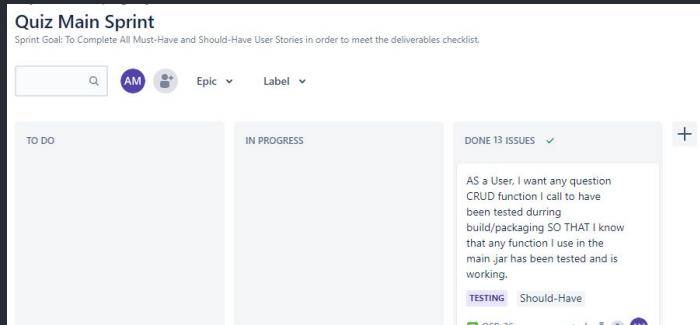 Quiz Main Sprint
Sprint Goal: To Complete All Must-Have and Should-Have User Stories in order to meet the deliverables checklist.
AM Epic Label
TO DO
IN PROGRESS
DONE 13 ISSUES
AS a User, I want any question
CRUD function I call to have
been tested durring
build/packaging SO THAT I know
that any function I use in the
main .jar has been tested and is
working.
TESTING Should-Have